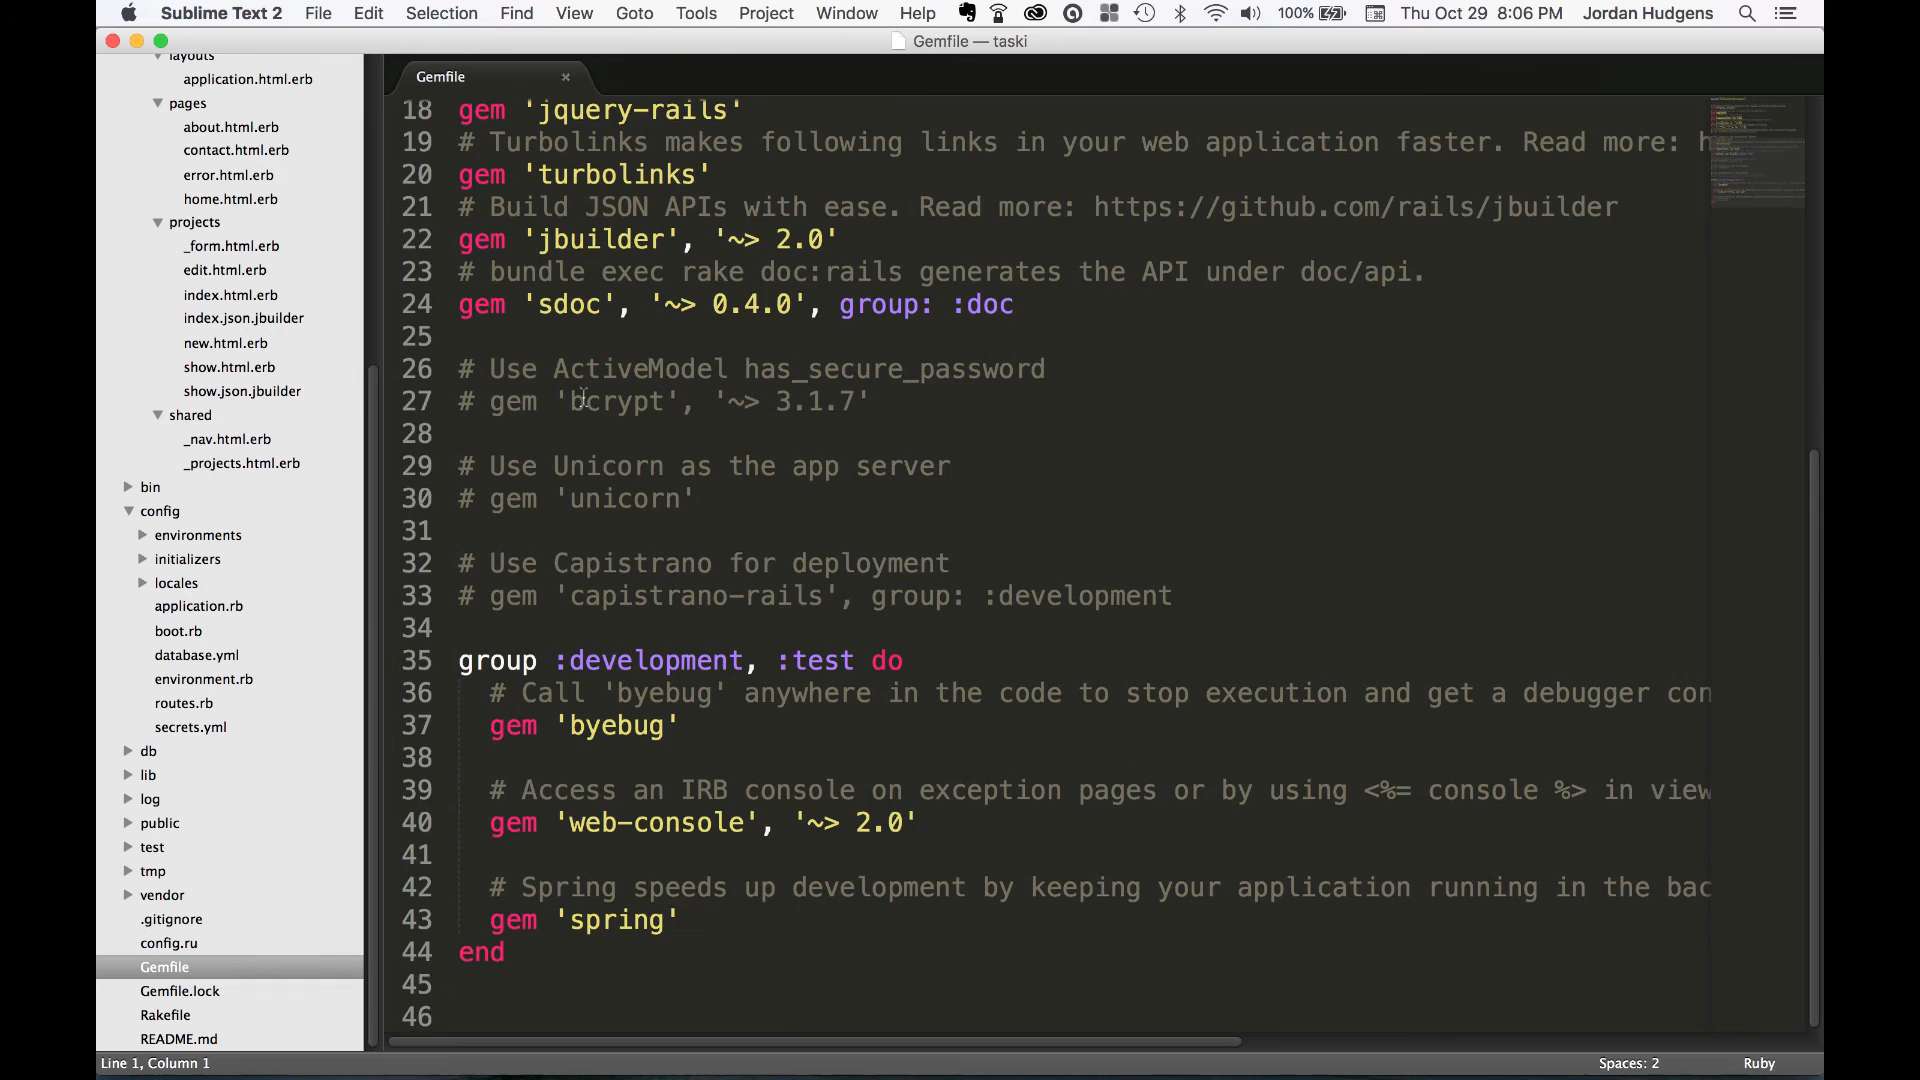 Sublime Text 2 File Edit Selection Find View Goto Tools Project Window Help 100% Thu Oct 29 8:06 PM Jordan Hudgens
Gemfile — taski
layouts
application.html.erb
pages
about.html.erb
contact.html.erb
error.html.erb
home.html.erb
projects
_form.html.erb
edit.html.erb
index.html.erb
index.json.jbuilder
new.html.erb
show.html.erb
show.json.jbuilder
shared
_nav.html.erb
_projects.html.erb
bin
config
environments
initializers
locales
application.rb
boot.rb
database.yml
environment.rb
routes.rb
secrets.yml
db
lib
log
public
test
tmp
vendor
.gitignore
config.ru
Gemfile
Gemfile.lock
Rakefile
README.md
Gemfile ×
18 gem 'jquery-rails'
19 # Turbolinks makes following links in your web application faster. Read more: h
20 gem 'turbolinks'
21 # Build JSON APIs with ease. Read more: https://github.com/rails/jbuilder
22 gem 'jbuilder', '~> 2.0'
23 # bundle exec rake doc:rails generates the API under doc/api.
24 gem 'sdoc', '~> 0.4.0', group: :doc
25
26 # Use ActiveModel has_secure_password
27 # gem 'bcrypt', '~> 3.1.7'
28
29 # Use Unicorn as the app server
30 # gem 'unicorn'
31
32 # Use Capistrano for deployment
33 # gem 'capistrano-rails', group: :development
34
35 group :development, :test do
36 # Call 'byebug' anywhere in the code to stop execution and get a debugger con
37 gem 'byebug'
38
39 # Access an IRB console on exception pages or by using <%= console %> in view
40 gem 'web-console', '~> 2.0'
41
42 # Spring speeds up development by keeping your application running in the bac
43 gem 'spring'
44 end
45
46
Line 1, Column 1 Spaces: 2 Ruby